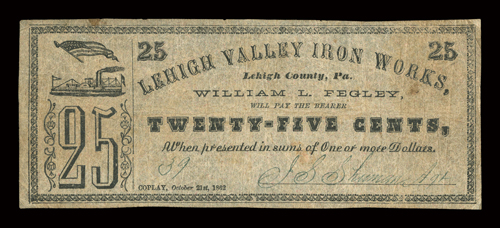 25
25
LEHIGH VALLEY IRON WORKS,
Lehigh County, Pa.
WILLIAM L. FEGLEY,
WILL PAY THE BEARER
25
TWENTY-FIVE CENTS,
When presented in sums of One or more Dollars.
39
COPLAY, October 21st, 1862